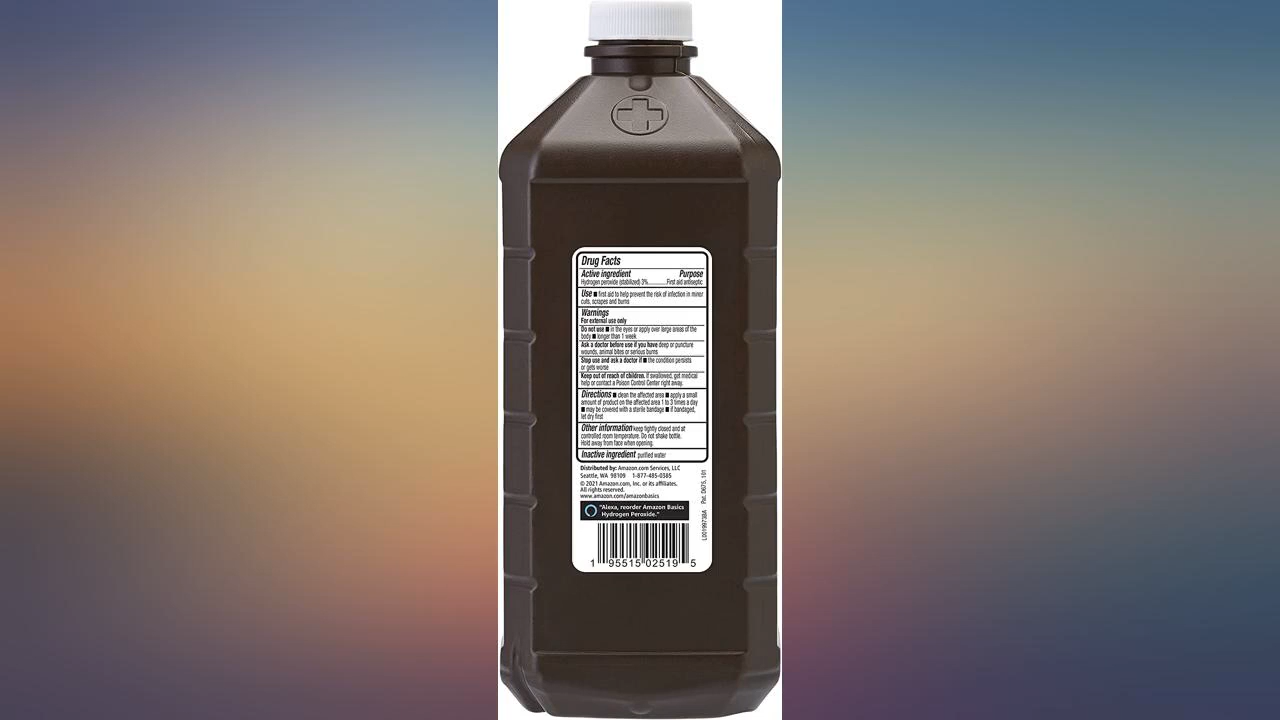 Drug Facts
Active ingredient Purpose
Hydrogen peroxide (stabilized) 3%..............First aid antiseptic
Use ■ first aid to help prevent the risk of infection in minor
cuts, scrapes and burns
Warnings
For external use only
Do not use ■ in the eyes or apply over large areas of the
body ■ longer than 1 week
Ask a doctor before use if you have deep or puncture
wounds, animal bites or serious burns
Stop use and ask a doctor if ■ the condition persists
or gets worse
Keep out of reach of children. If swallowed, get medical
help or contact a Poison Control Center right away.
Directions ■ clean the affected area ■ apply a small
amount of product on the affected area 1 to 3 times a day
■ may be covered with a sterile bandage ■ if bandaged,
let dry first
Other information keep tightly closed and at
controlled room temperature. Do not shake bottle.
Hold away from face when opening.
Inactive ingredient purified water
Distributed by: Amazon.com Services, LLC
Seattle, WA 98109 1-877-485-0385
© 2021 Amazon.com, Inc. or its affiliates.
All rights reserved.
www.amazon.com/amazonbasics
"Alexa, reorder Amazon Basics
Hydrogen Peroxide."
1 95515 02519 5
L0019973BA Pat. D675, 101